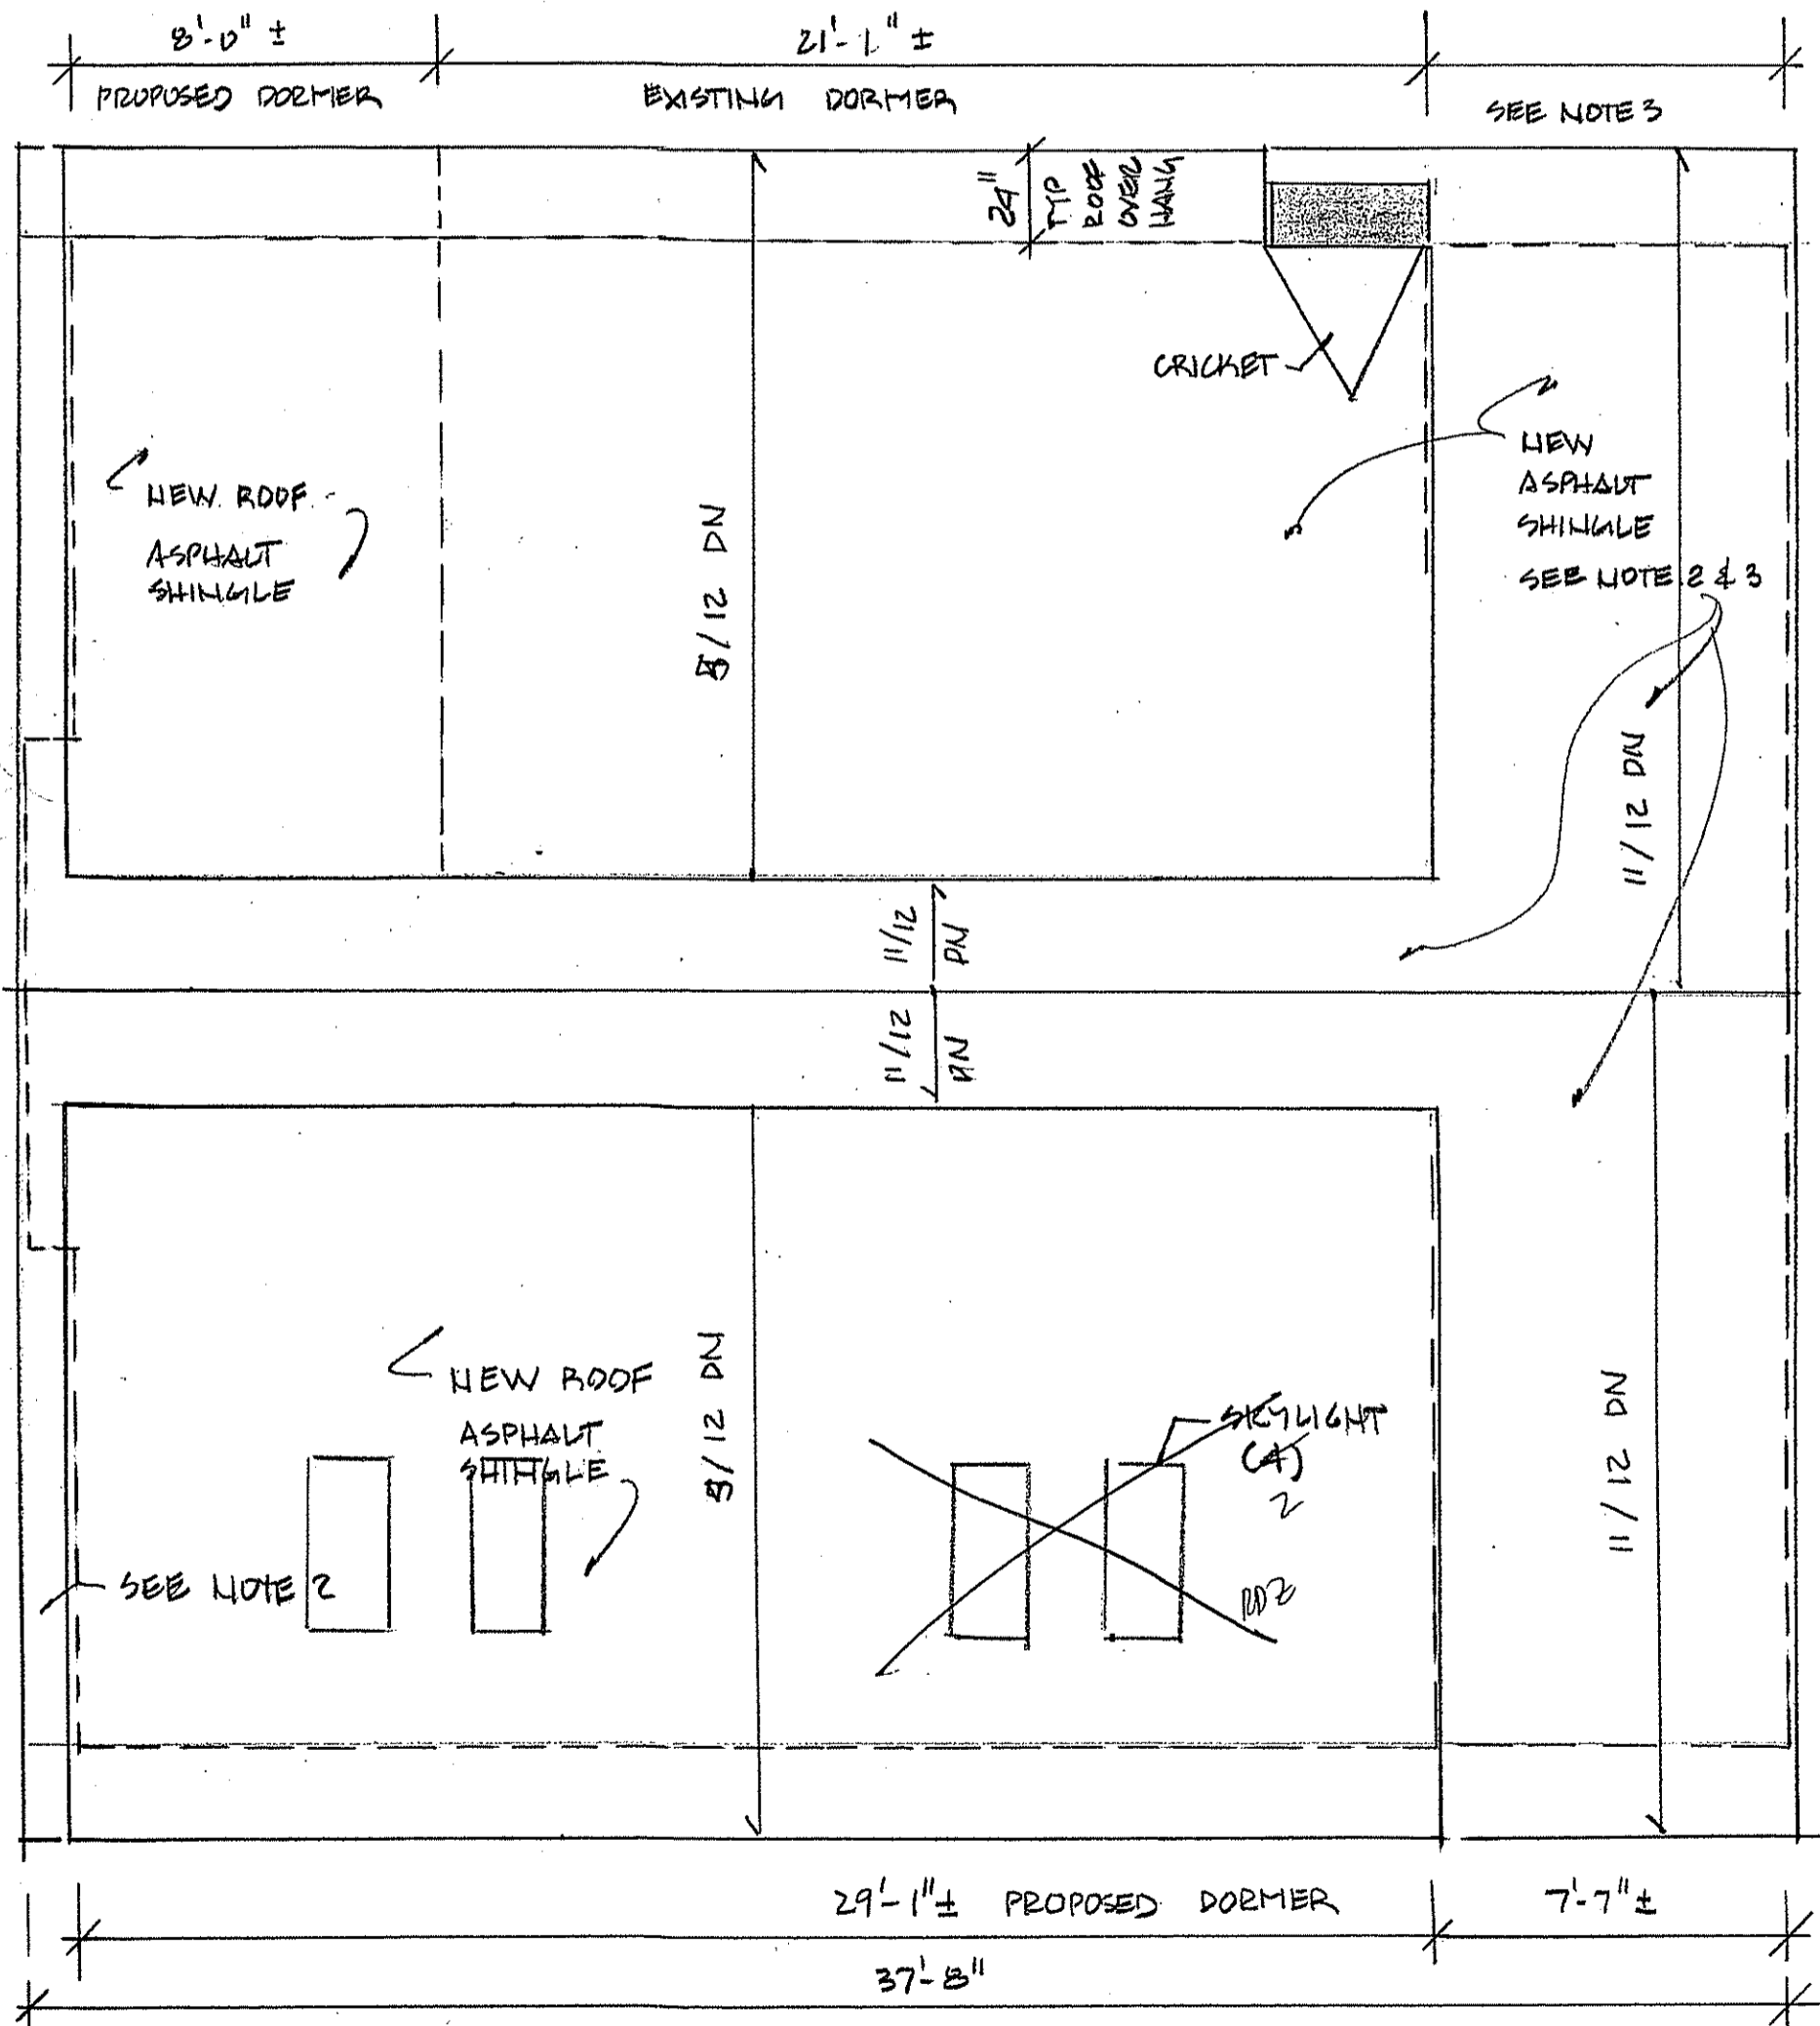 8'-0" ±
21'-1" ±
PROPOSED DORMER
EXISTING DORMER
SEE NOTE 3
24"
TYP
ROOF
OVER
HANG
CRICKET
NEW ROOF
ASPHALT
SHINGLE
NEW
ASPHALT
SHINGLE
SEE NOTE 2 & 3
/12 DN
11/12 DN
11/12
DN
11/12
DN
NEW ROOF
ASPHALT
SHINGLE
/12 DN
SKYLIGHT
(4)
2
11/12 DN
SEE NOTE 2
29'-1"± PROPOSED DORMER
7'-7"±
37'-8"